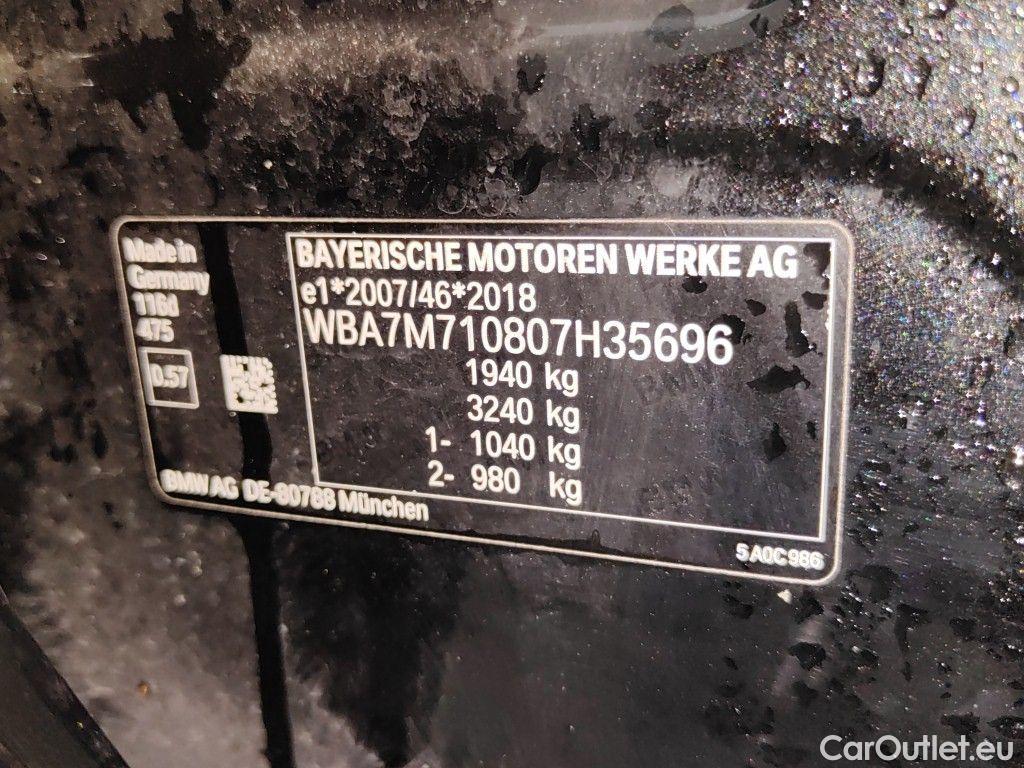 Made in
Germany
116d
475
0.57
BMW AG DE-80788 München
BAYERISCHE MOTOREN WERKE AG
e1*2007/46*2018
WBA7M710807H35696
1940 kg
3240 kg
1- 1040 kg
2- 980 kg
5 A0C 986
CarOutlet.eu